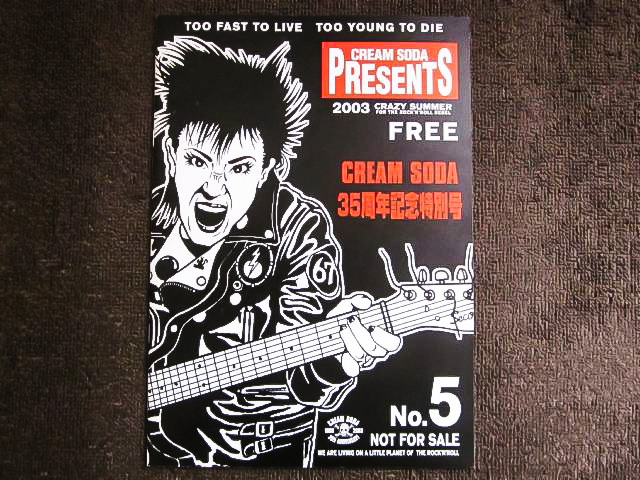 TOO FAST TO LIVE TOO YOUNG TO DIE
CREAM SODA
PRESENTS
2003 CRAZY SUMMER
FOR THE ROCK'N'ROLL REBEL
FREE
CREAM SODA
35周年記念特別号
67
No.5
CREAM SODA
NOT FOR SALE
WE ARE LIVING ON A LITTLE PLANET OF THE ROCK'N'ROLL